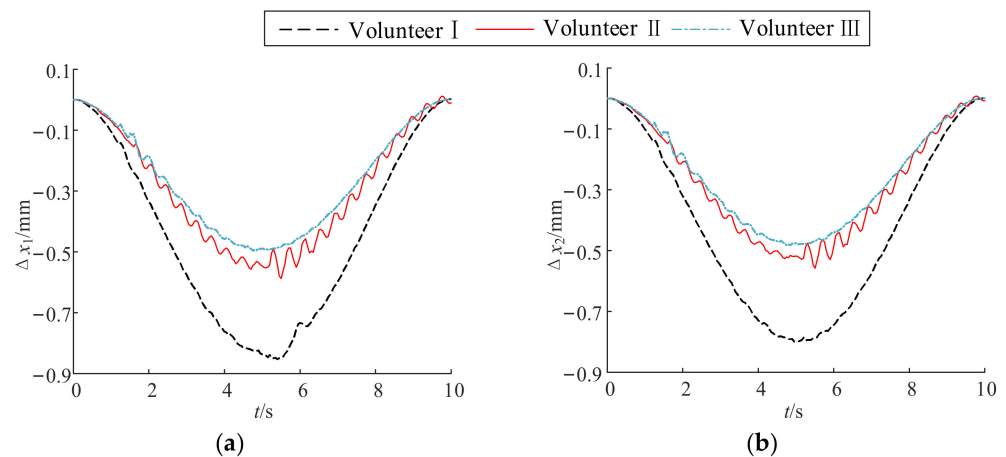 Volunteer Ⅰ Volunteer Ⅱ Volunteer Ⅲ
0.1
−0.1
−0.3
−0.5
−0.7
−0.9
Δ x1/mm
0 2 4 6 8 10
t/s
(a)
0.1
−0.1
−0.3
−0.5
−0.7
−0.9
Δ x2/mm
0 2 4 6 8 10
t/s
(b)